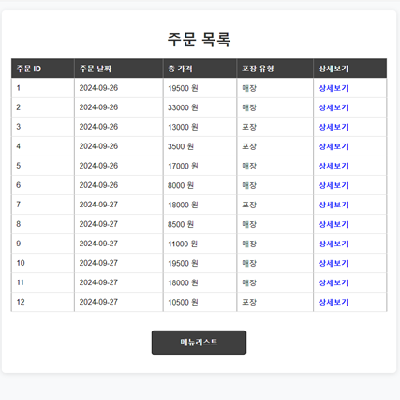 주문 목록
주문 ID 주문 날짜 총 가격 포장 유형 상세보기
1 2024-09-26 19500 원 매장 상세보기
2 2024-09-26 33000 원 매장 상세보기
3 2024-09-26 13000 원 포장 상세보기
4 2024-09-26 3500 원 포장 상세보기
5 2024-09-26 17000 원 매장 상세보기
6 2024-09-26 8000 원 매장 상세보기
7 2024-09-27 18000 원 포장 상세보기
8 2024-09-27 8500 원 매장 상세보기
9 2024-09-27 11000 원 매장 상세보기
10 2024-09-27 19500 원 매장 상세보기
11 2024-09-27 18000 원 매장 상세보기
12 2024-09-27 10500 원 포장 상세보기
메뉴리스트